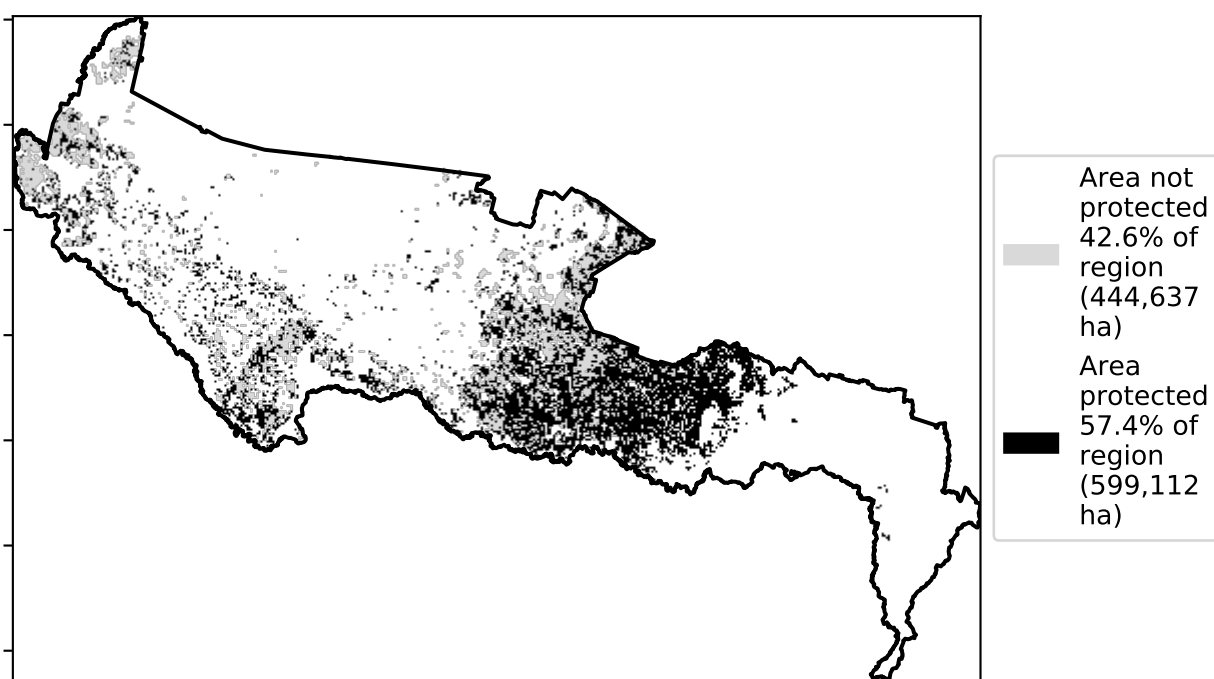 Area not
protected
42.6% of
region
(444,637
ha)
Area
protected
57.4% of
region
(599,112
ha)